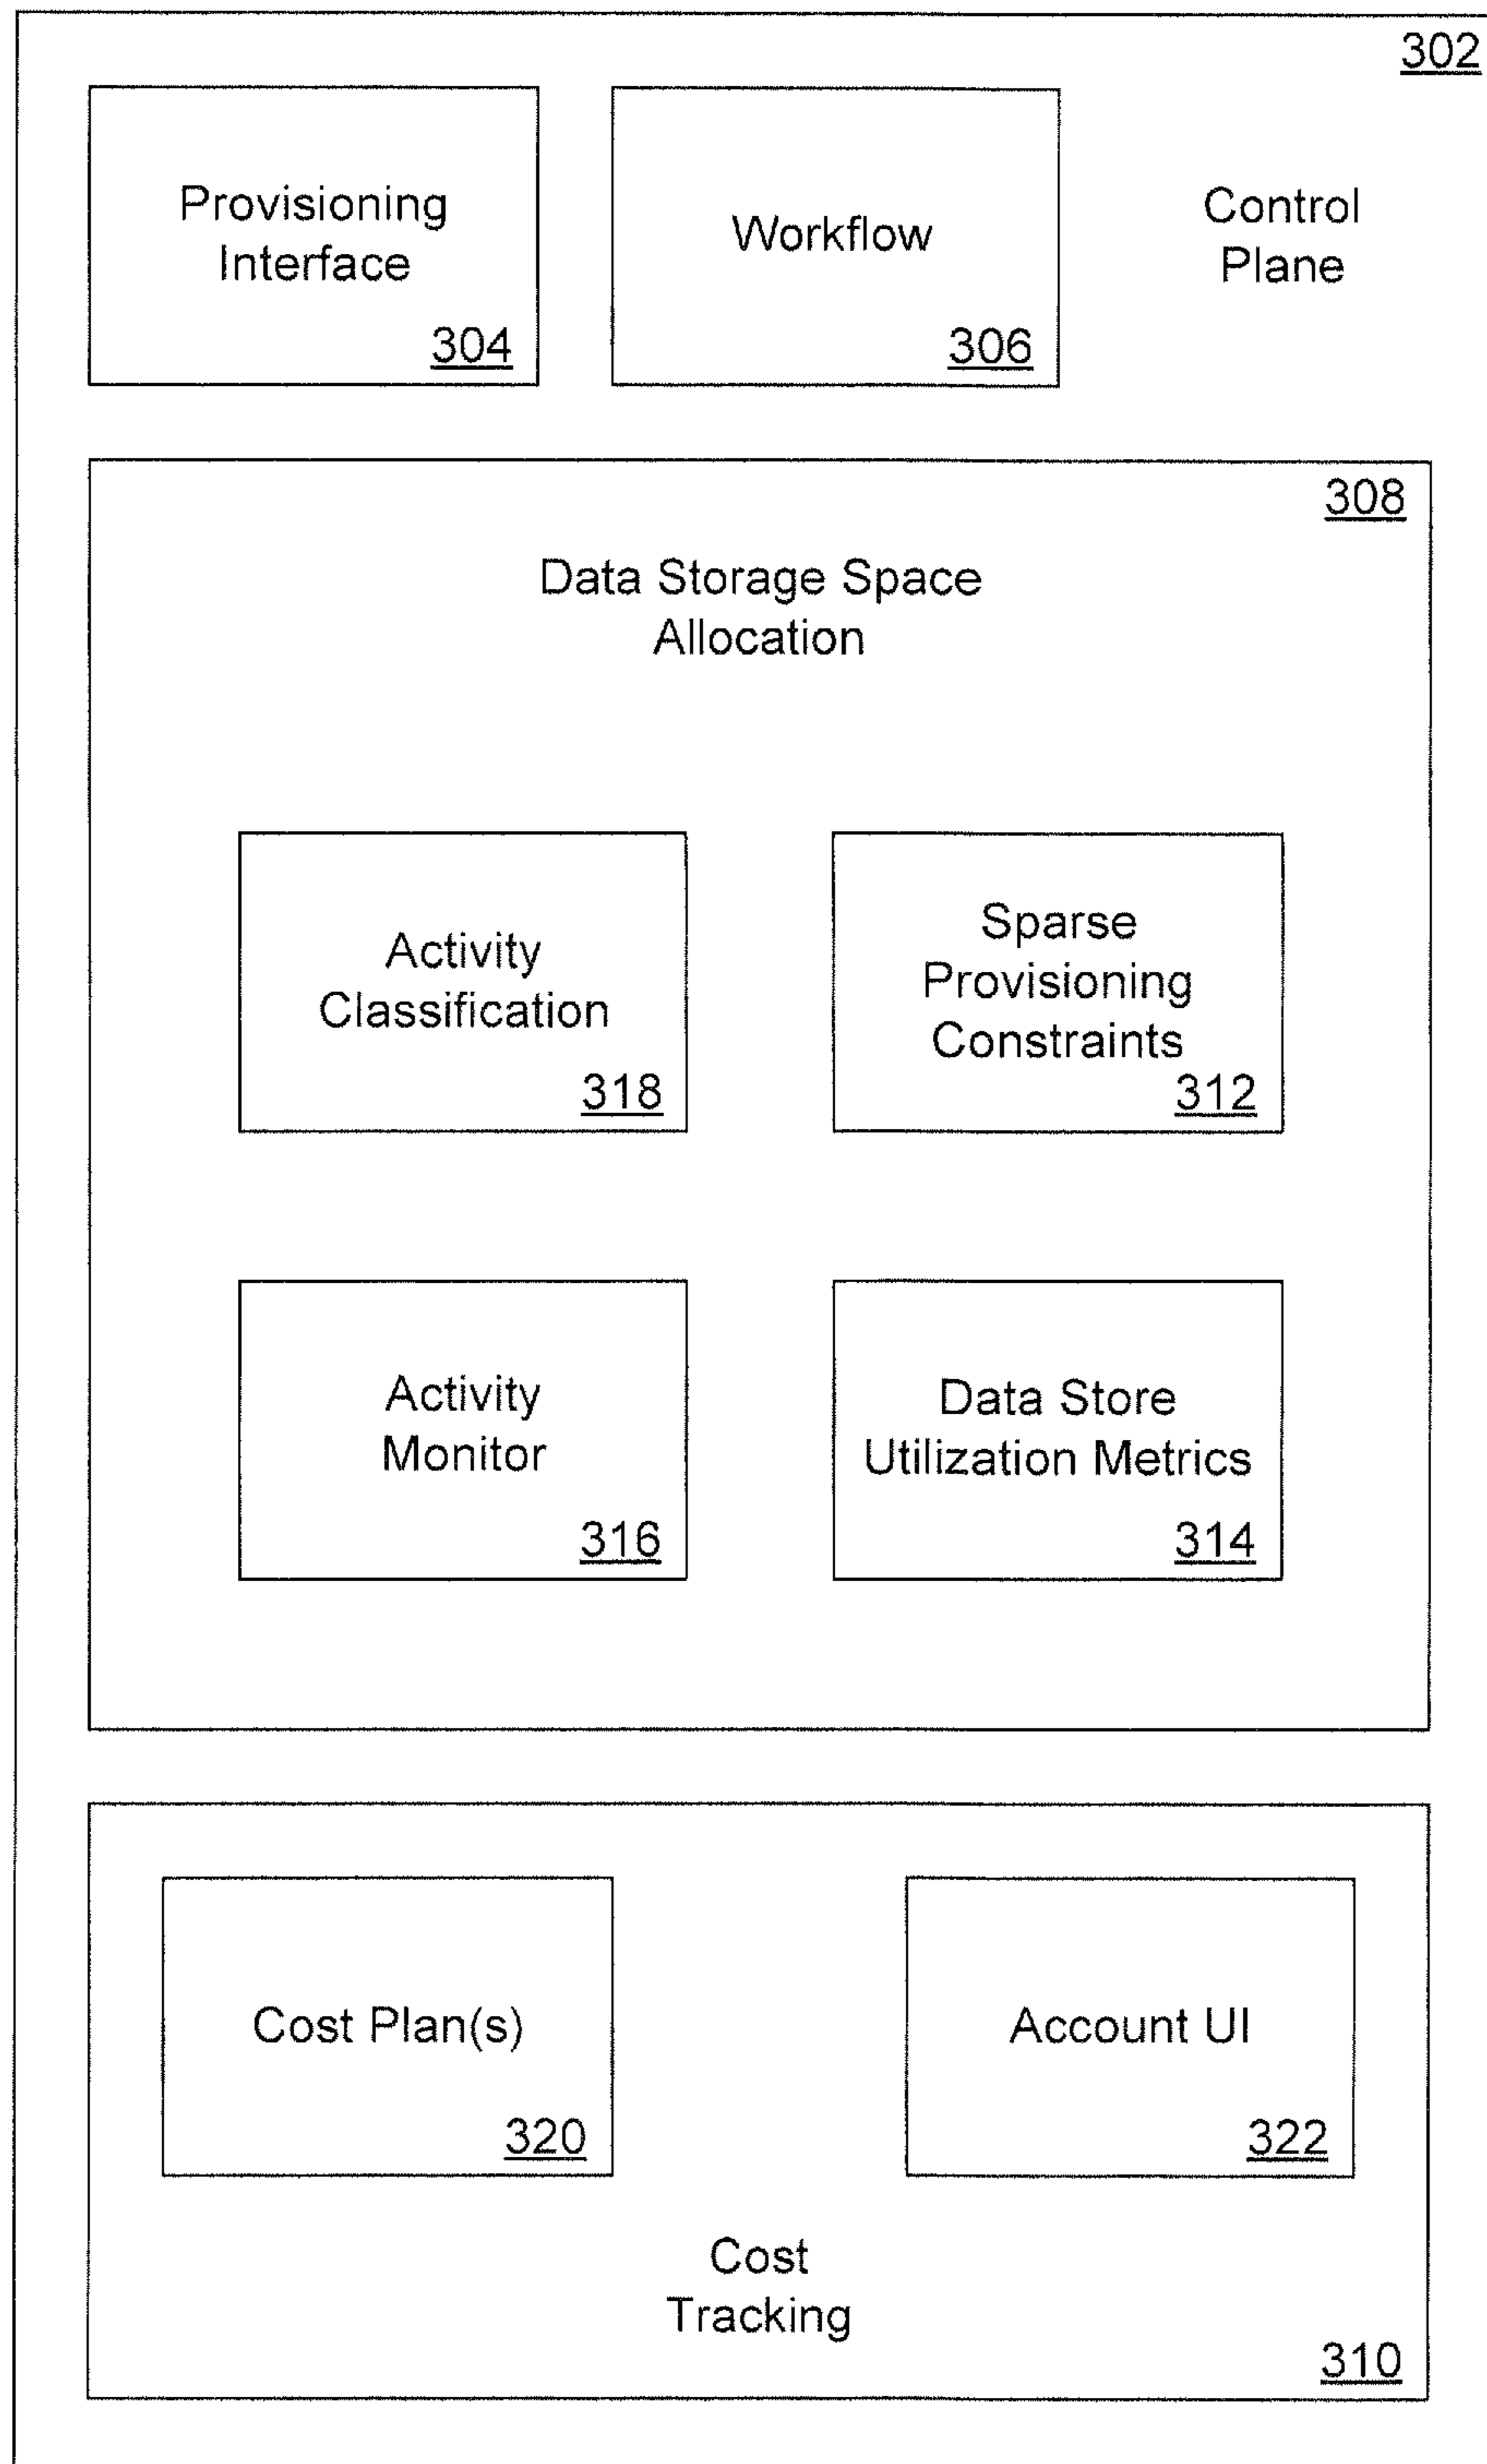 302
Provisioning
Interface
304
Workflow
306
Control
Plane
308
Data Storage Space
Allocation
Activity
Classification
318
Sparse
Provisioning
Constraints
312
Activity
Monitor
316
Data Store
Utilization Metrics
314
Cost Plan(s)
320
Account UI
322
Cost
Tracking
310